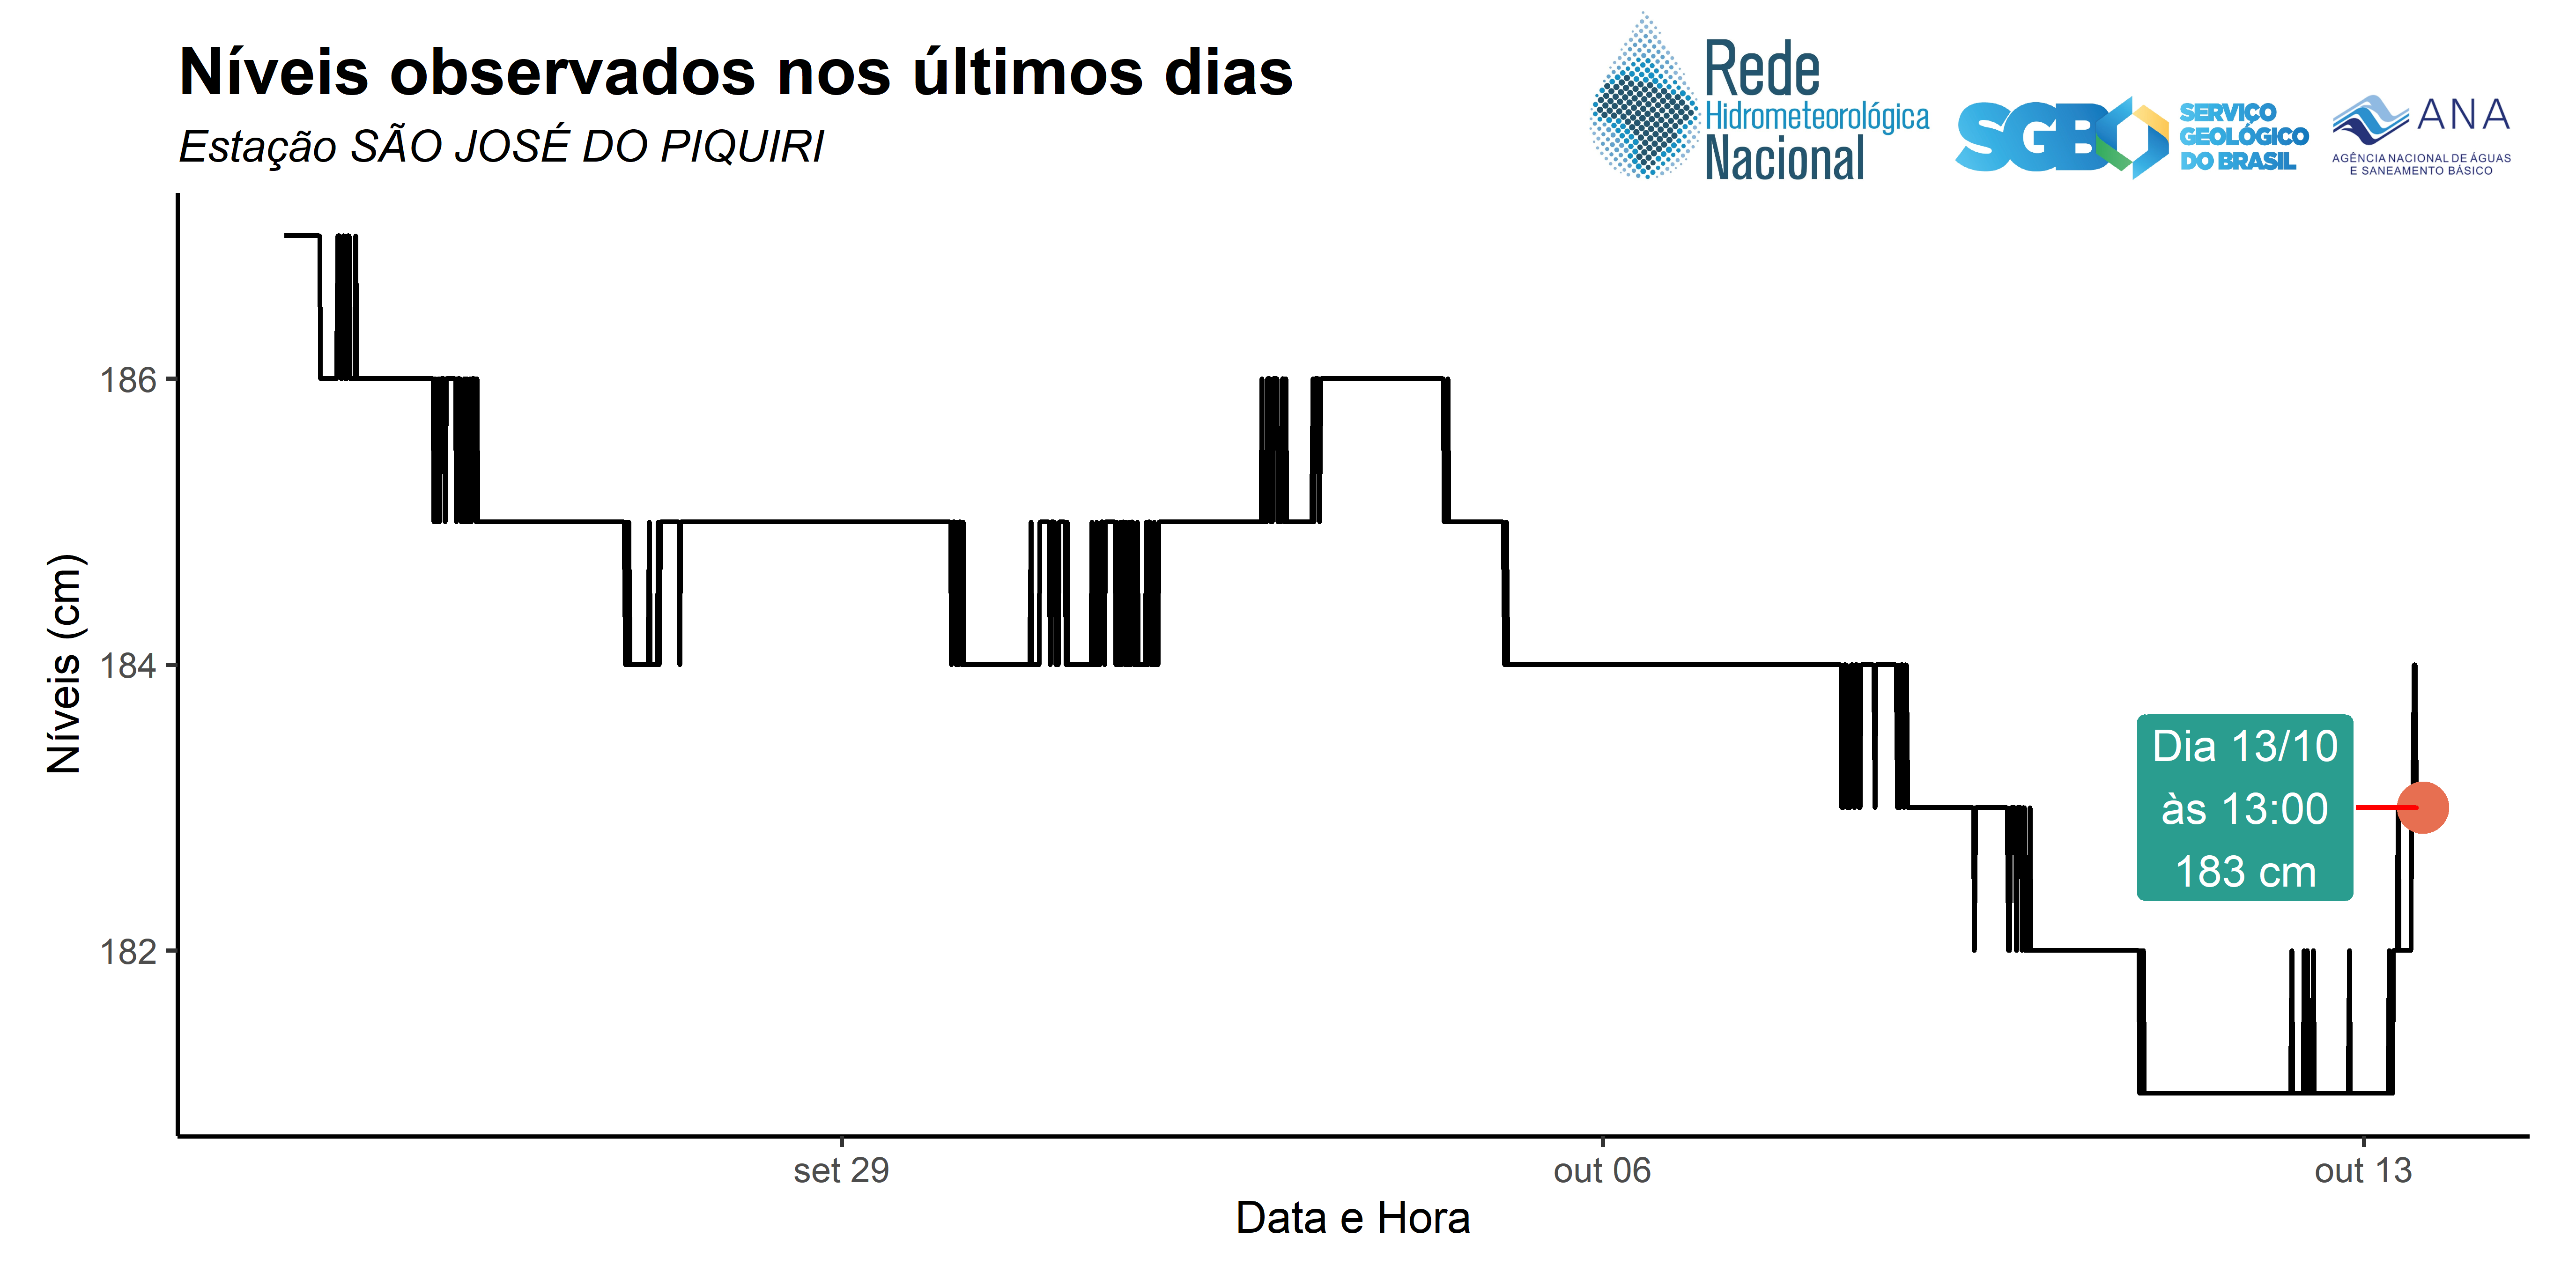 Níveis observados nos últimos dias
Estação SÃO JOSÉ DO PIQUIRI
Rede
Hidrometeorológica
Nacional
SGB
SERVIÇO
GEOLÓGICO
DO BRASIL
ANA
AGÊNCIA NACIONAL DE ÁGUAS
E SANEAMENTO BÁSICO
Níveis (cm)
186
184
182
Dia 13/10
às 13:00
183 cm
set 29
out 06
out 13
Data e Hora